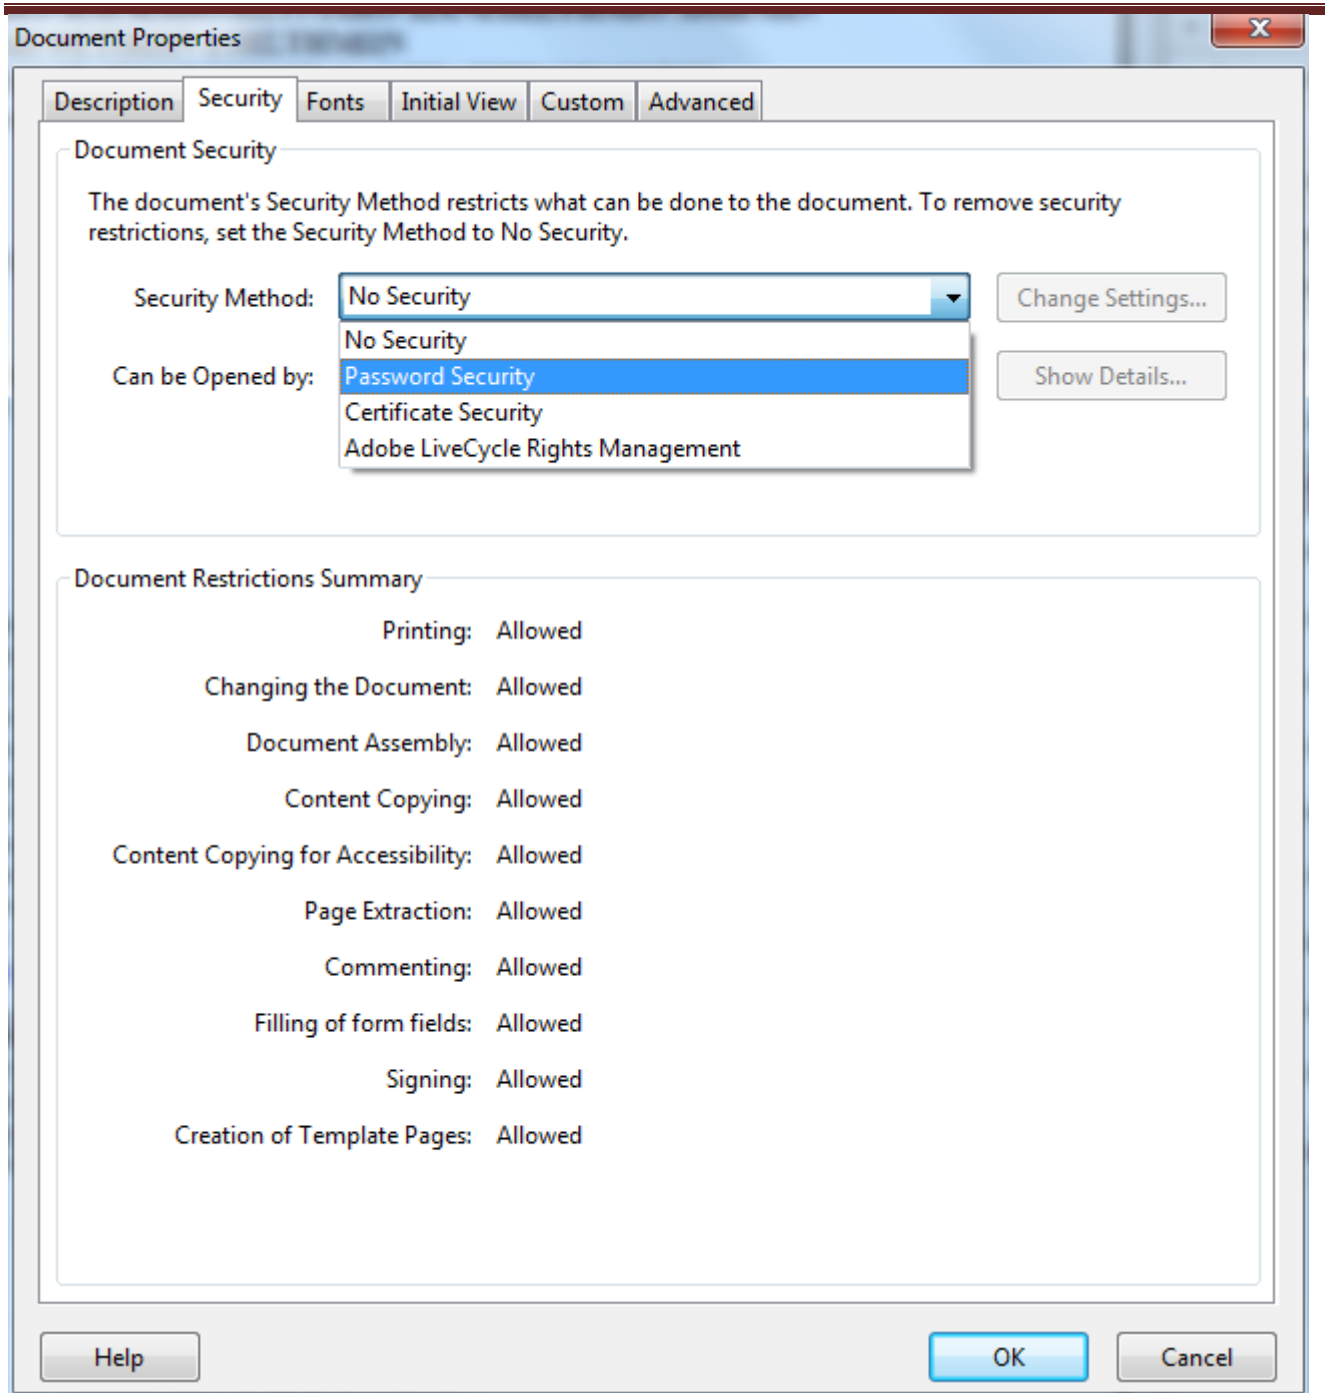 Document Properties
Description Security Fonts Initial View Custom Advanced
Document Security
The document's Security Method restricts what can be done to the document. To remove security
restrictions, set the Security Method to No Security.
Security Method: No Security Change Settings...
No Security
Can be Opened by: Password Security Show Details...
Certificate Security
Adobe LiveCycle Rights Management
Document Restrictions Summary
Printing: Allowed
Changing the Document: Allowed
Document Assembly: Allowed
Content Copying: Allowed
Content Copying for Accessibility: Allowed
Page Extraction: Allowed
Commenting: Allowed
Filling of form fields: Allowed
Signing: Allowed
Creation of Template Pages: Allowed
Help OK Cancel